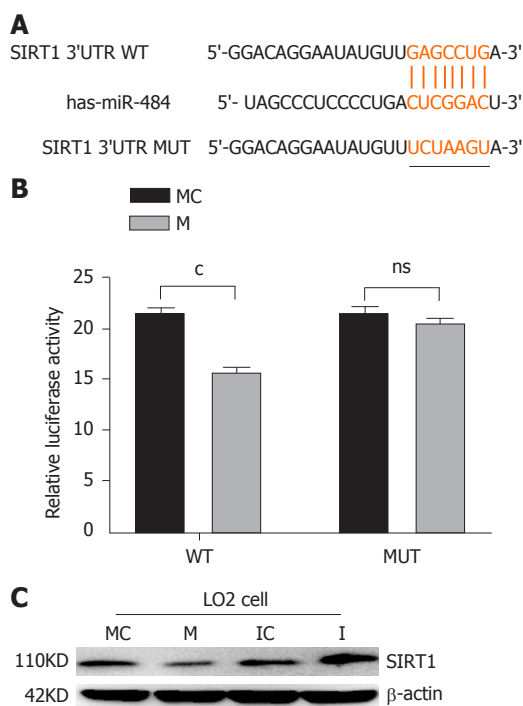 A
SIRT1 3'UTR WT 5'-GGACAGGAAUAUGUUGAGCCUGA-3'
has-miR-484 5'- UAGCCCUCCCCUGACUCGGACU-3'
SIRT1 3'UTR MUT 5'-GGACAGGAAUAUGUUUCUAAGUA-3'
B
MC
M
25
20
15
10
5
0
Relative luciferase activity
c
ns
WT
MUT
C
LO2 cell
MC M IC I
110KD SIRT1
42KD β-actin